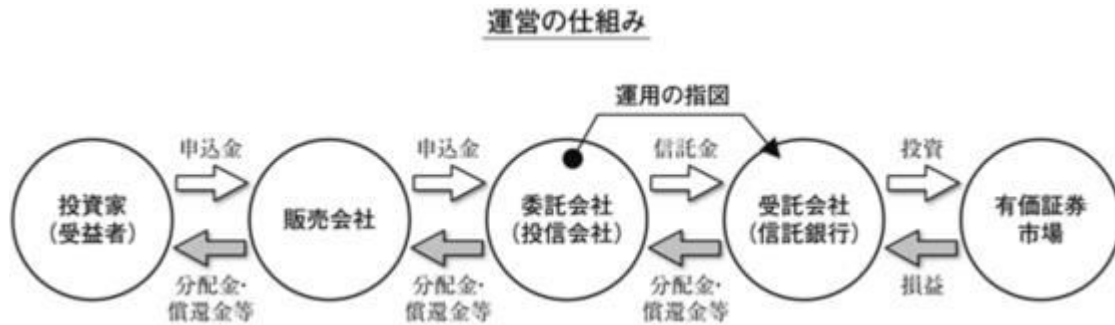 運営の仕組み
運用の指図
申込金
申込金
信託金
投資
投資家
(受益者)
販売会社
委託会社
(投信会社)
受託会社
(信託銀行)
有価証券
市場
分配金・
償還金等
分配金・
償還金等
分配金・
償還金等
損益